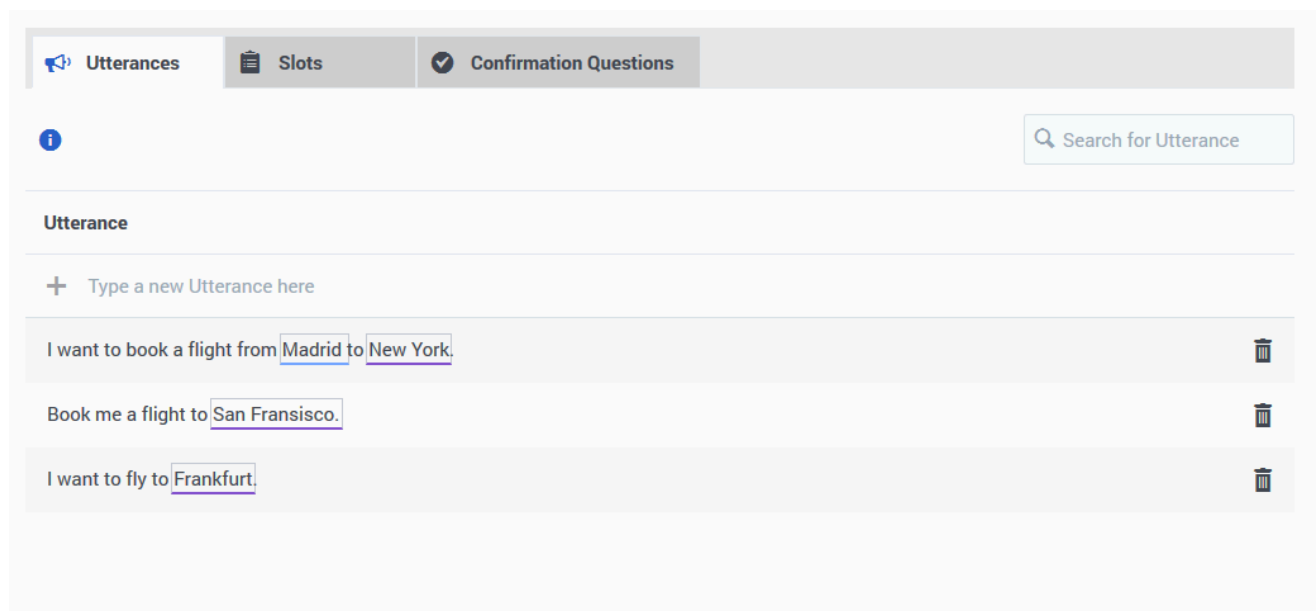 Utterances Slots Confirmation Questions
Search for Utterance
Utterance
Type a new Utterance here
I want to book a flight from Madrid to New York.
Book me a flight to San Fransisco.
I want to fly to Frankfurt.